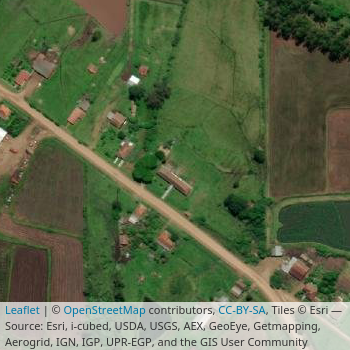 Leaflet | © OpenStreetMap contributors, CC-BY-SA, Tiles © Esri —
Source: Esri, i-cubed, USDA, USGS, AEX, GeoEye, Getmapping,
Aerogrid, IGN, IGP, UPR-EGP, and the GIS User Community